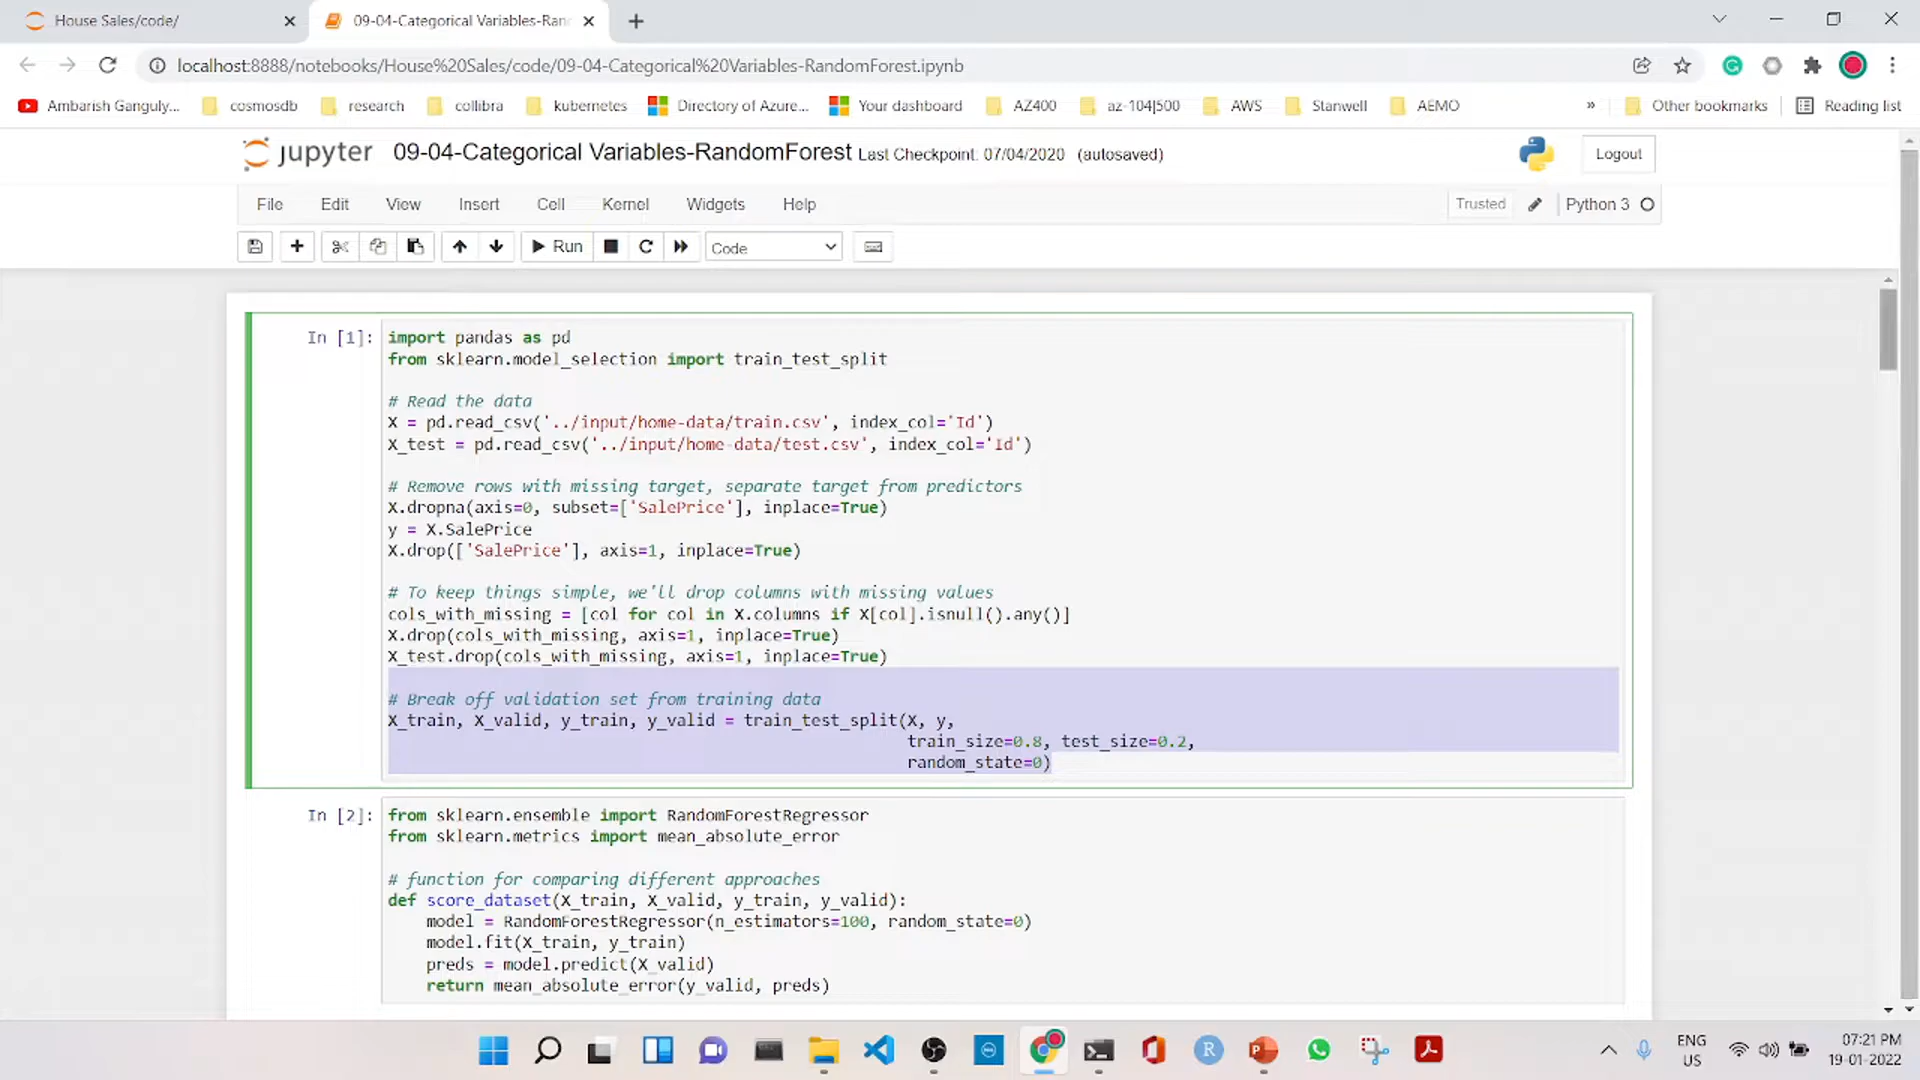 House Sales/code/
09-04-Categorical Variables-Ran
localhost:8888/notebooks/House%20Sales/code/09-04-Categorical%20Variables-RandomForest.ipynb
Ambarish Ganguly...
cosmosdb
research
collibra
kubernetes
Directory of Azure...
Your dashboard
AZ400
az-104|500
AWS
Stanwell
AEMO
»
Other bookmarks
Reading list
jupyter 09-04-Categorical Variables-RandomForest Last Checkpoint: 07/04/2020 (autosaved)
Logout
File Edit View Insert Cell Kernel Widgets Help
Trusted
Python 3
Run
Code
In [1]:
import pandas as pd
from sklearn.model_selection import train_test_split
# Read the data
X = pd.read_csv('../input/home-data/train.csv', index_col='Id')
X_test = pd.read_csv('../input/home-data/test.csv', index_col='Id')
# Remove rows with missing target, separate target from predictors
X.dropna(axis=0, subset=['SalePrice'], inplace=True)
y = X.SalePrice
X.drop(['SalePrice'], axis=1, inplace=True)
# To keep things simple, we'll drop columns with missing values
cols_with_missing = [col for col in X.columns if X[col].isnull().any()]
X.drop(cols_with_missing, axis=1, inplace=True)
X_test.drop(cols_with_missing, axis=1, inplace=True)
# Break off validation set from training data
X_train, X_valid, y_train, y_valid = train_test_split(X, y,
train_size=0.8, test_size=0.2,
random_state=0)
In [2]:
from sklearn.ensemble import RandomForestRegressor
from sklearn.metrics import mean_absolute_error
# function for comparing different approaches
def score_dataset(X_train, X_valid, y_train, y_valid):
model = RandomForestRegressor(n_estimators=100, random_state=0)
model.fit(X_train, y_train)
preds = model.predict(X_valid)
return mean_absolute_error(y_valid, preds)
ENG
US
07:21 PM
19-01-2022